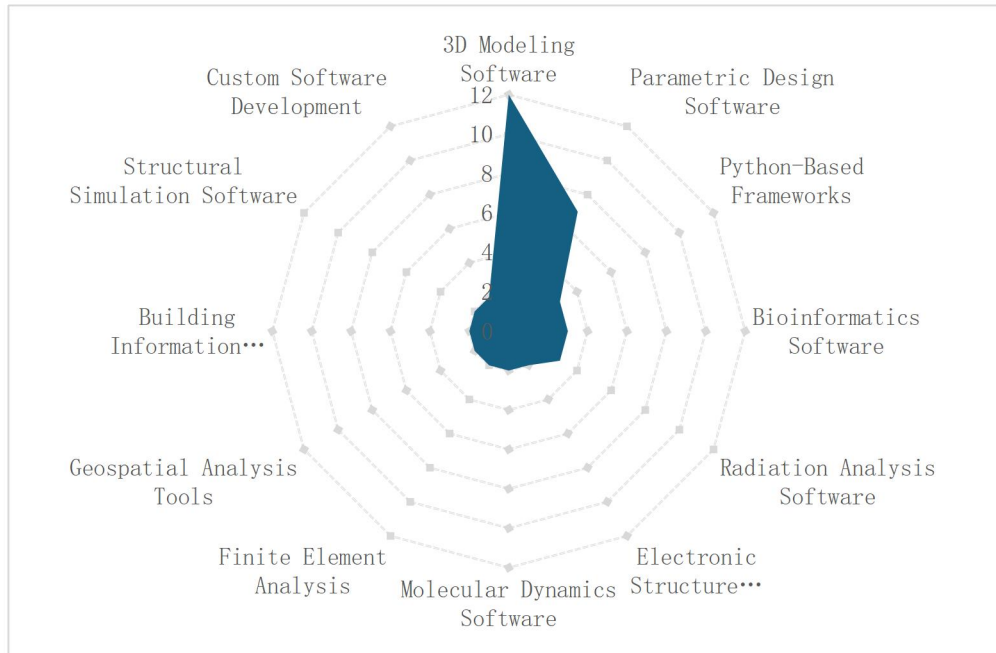 3D Modeling
Software
Parametric Design
Software
Python-Based
Frameworks
Bioinformatics
Software
Radiation Analysis
Software
Electronic
Structure…
Molecular Dynamics
Software
Finite Element
Analysis
Geospatial Analysis
Tools
Building
Information…
Structural
Simulation Software
Custom Software
Development
12
10
8
6
4
2
0